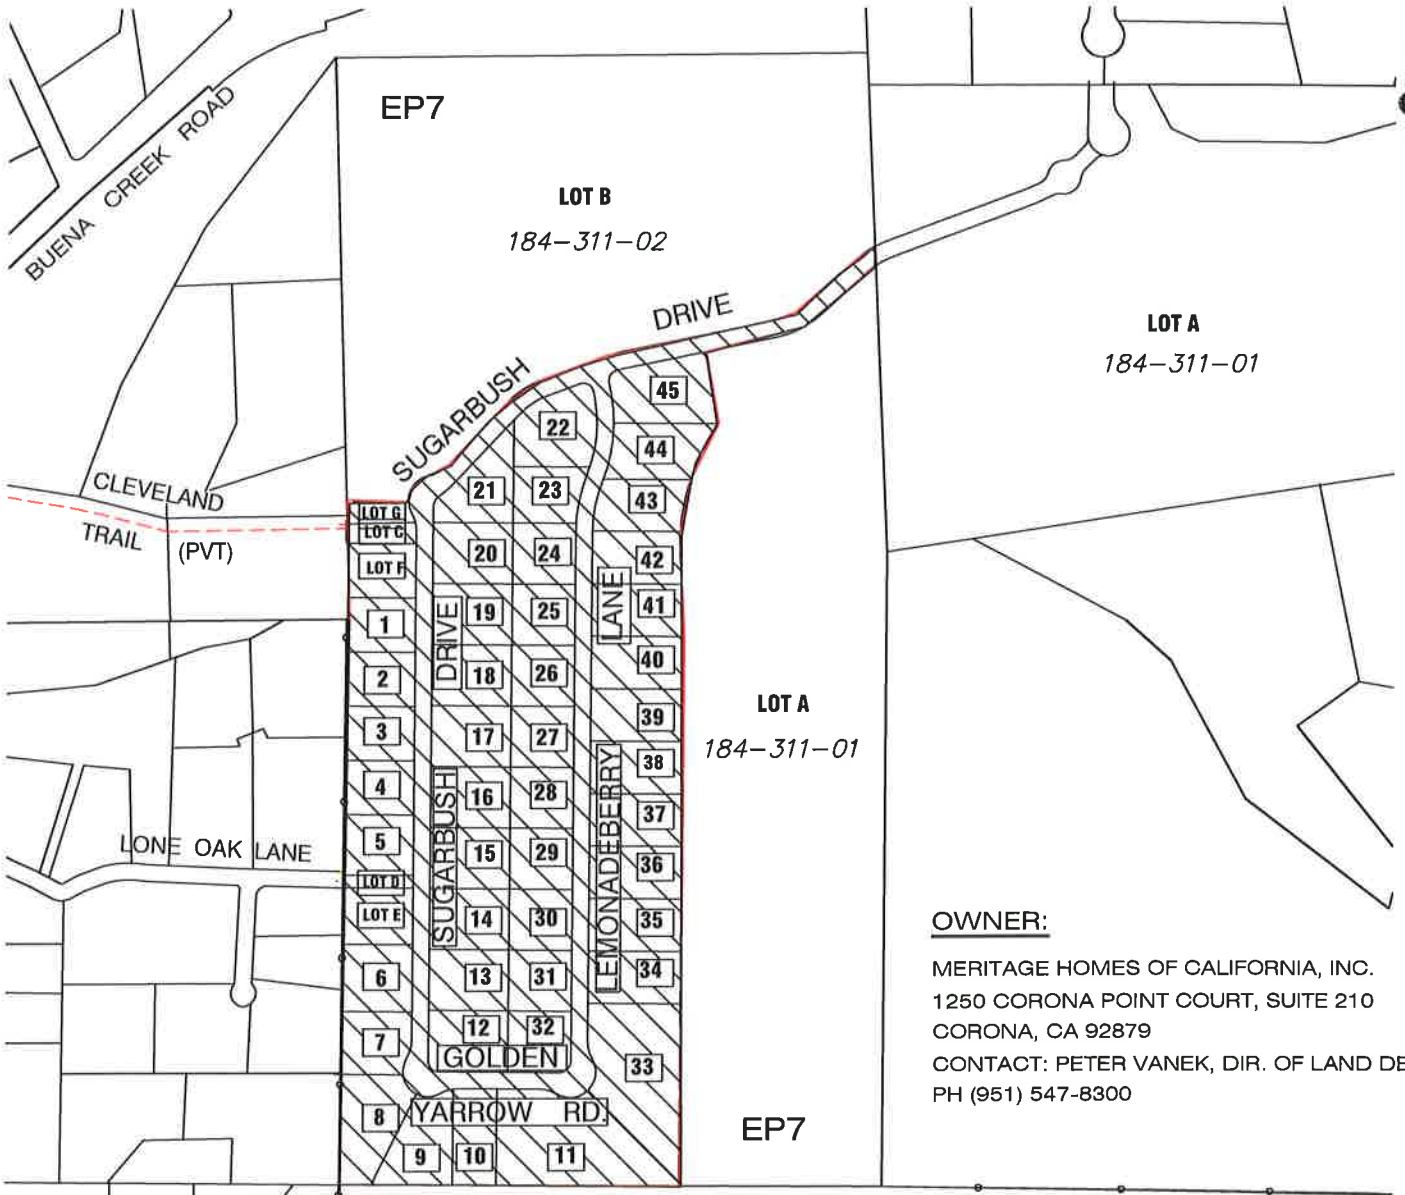 EP7
BUENA CREEK ROAD
LOT B
184-311-02
DRIVE
SUGARBUSH
LOT A
184-311-01
45
22
44
CLEVELAND
TRAIL
(PVT)
LOT G
LOT C
LOT F
21
23
43
20
24
42
1
DRIVE
19
25
LANE
41
2
18
26
40
3
17
27
39
LOT A
184-311-01
4
SUGARBUSH
16
28
LEMONADEBERRY
38
37
LONE OAK LANE
5
15
29
36
LOT D
LOT E
14
30
35
6
13
31
34
7
12
32
GOLDEN
33
8
YARROW RD.
9
10
11
EP7
OWNER:
MERITAGE HOMES OF CALIFORNIA, INC.
1250 CORONA POINT COURT, SUITE 210
CORONA, CA 92879
CONTACT: PETER VANEK, DIR. OF LAND DE
PH (951) 547-8300